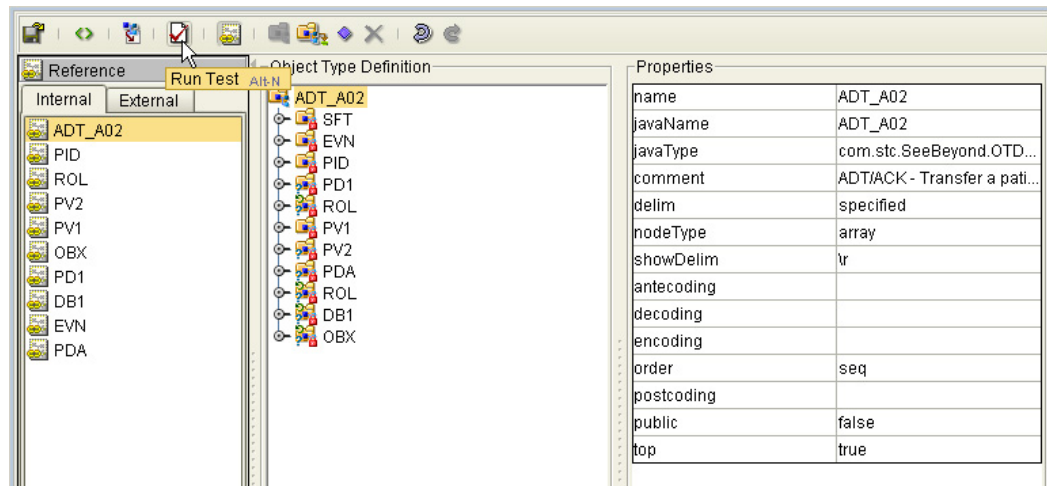 Reference
Run Test Alt-N
Internal
External
ADT_A02
PID
ROL
PV2
PV1
OBX
PD1
DB1
EVN
PDA
Object Type Definition
ADT_A02
SFT
EVN
PID
PD1
ROL
PV1
PV2
PDA
ROL
DB1
OBX
Properties
name ADT_A02
javaName ADT_A02
javaType com.stc.SeeBeyond.OTD...
comment ADT/ACK - Transfer a pati...
delim specified
nodeType array
showDelim \r
antecoding
decoding
encoding
order seq
postcoding
public false
top true